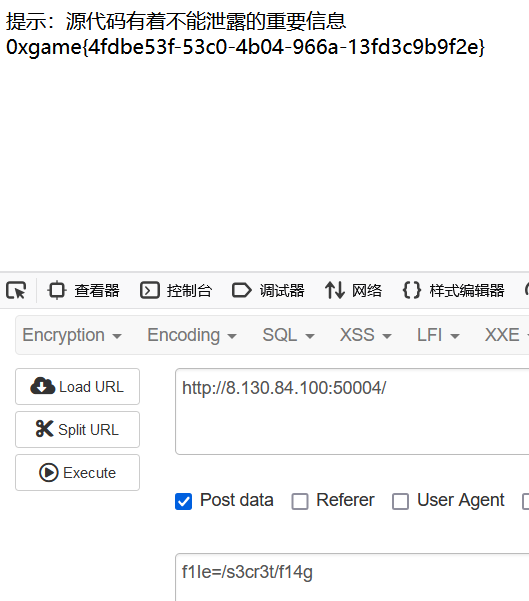 提示：源代码有着不能泄露的重要信息
0xgame{4fdbe53f-53c0-4b04-966a-13fd3c9b9f2e}
查看器 控制台 调试器 网络 样式编辑器
Encryption Encoding SQL XSS LFI XXE
Load URL
http://8.130.84.100:50004/
Split URL
Execute
Post data Referer User Agent
f1Ie=/s3cr3t/f14g